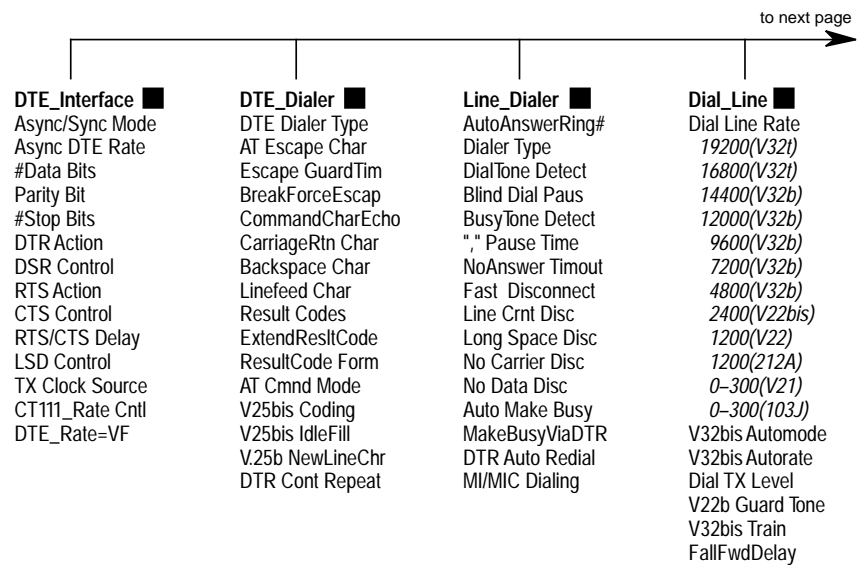 to next page
DTE_Interface
Async/Sync Mode
Async DTE Rate
#Data Bits
Parity Bit
#Stop Bits
DTR Action
DSR Control
RTS Action
CTS Control
RTS/CTS Delay
LSD Control
TX Clock Source
CT111_Rate Cntl
DTE_Rate=VF
DTE_Dialer
DTE Dialer Type
AT Escape Char
Escape GuardTim
BreakForceEscap
CommandCharEcho
CarriageRtn Char
Backspace Char
Linefeed Char
Result Codes
ExtendResltCode
ResultCode Form
AT Cmnd Mode
V25bis Coding
V25bis IdleFill
V.25b NewLineChr
DTR Cont Repeat
Line_Dialer
AutoAnswerRing#
Dialer Type
DialTone Detect
Blind Dial Paus
BusyTone Detect
"," Pause Time
NoAnswer Timout
Fast Disconnect
Line Crnt Disc
Long Space Disc
No Carrier Disc
No Data Disc
Auto Make Busy
MakeBusyViaDTR
DTR Auto Redial
MI/MIC Dialing
Dial_Line
Dial Line Rate
19200(V32t)
16800(V32t)
14400(V32b)
12000(V32b)
9600(V32b)
7200(V32b)
4800(V32b)
2400(V22bis)
1200(V22)
1200(212A)
0–300(V21)
0–300(103J)
V32bis Automode
V32bis Autorate
Dial TX Level
V22b Guard Tone
V32bis Train
FallFwdDelay